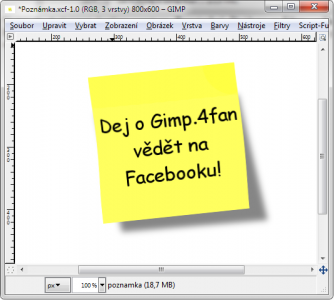 *Poznámka.xcf-1.0 (RGB, 3 vrstvy) 800x600 – GIMP
Soubor Upravit Vybrat Zobrazení Obrázek Vrstva Barvy Nástroje Filtry Script-Fu
Dej o Gimp.4fan
vědět na
Facebooku!
px 100 % poznamka (18,7 MB)